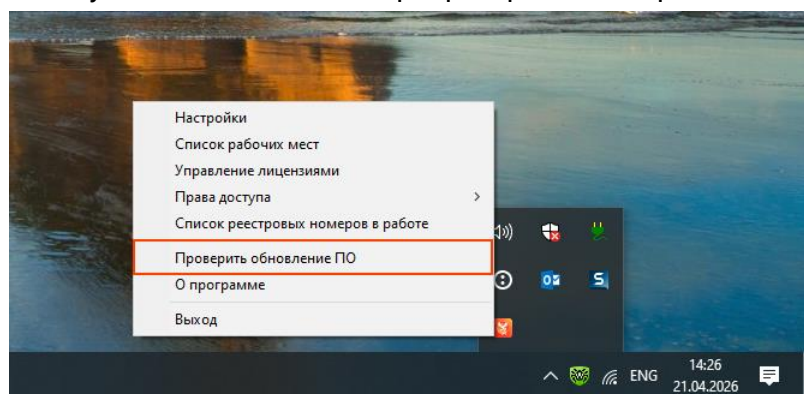 Настройки
Список рабочих мест
Управление лицензиями
Права доступа
Список реестровых номеров в работе
Проверить обновление ПО
О программе
Выход
ENG
14:26
21.04.2026